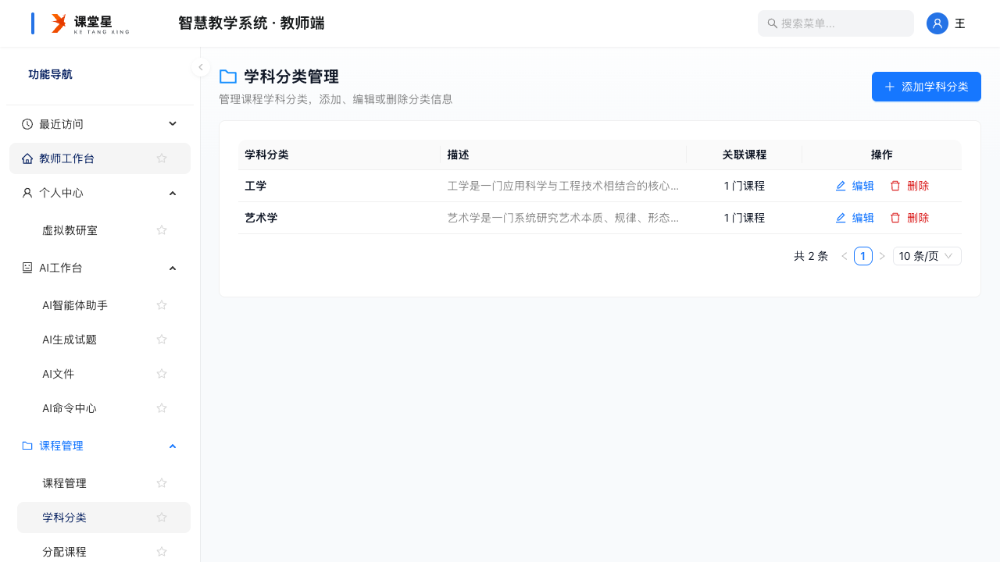 课堂星
KE TANG XING
智慧教学系统 · 教师端
搜索菜单...
王
功能导航
最近访问
教师工作台
个人中心
虚拟教研室
AI工作台
AI智能体助手
AI生成试题
AI文件
AI命令中心
课程管理
课程管理
学科分类
分配课程
学科分类管理
管理课程学科分类，添加、编辑或删除分类信息
添加学科分类
学科分类 描述 关联课程 操作
工学 工学是一门应用科学与工程技术相结合的核心... 1 门课程 编辑 删除
艺术学 艺术学是一门系统研究艺术本质、规律、形态... 1 门课程 编辑 删除
共 2 条 1 10 条/页